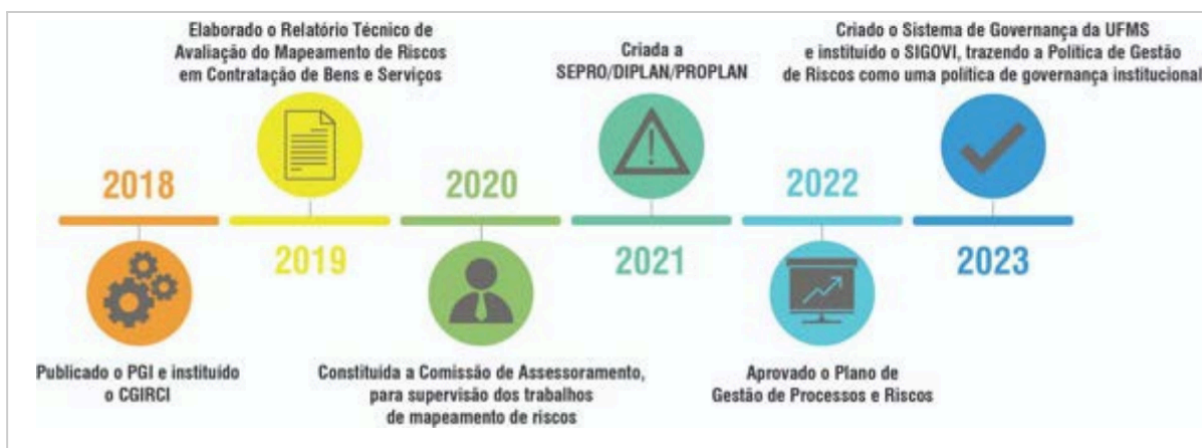 Elaborado o Relatório Técnico de
Avaliação do Mapeamento de Riscos
em Contratação de Bens e Serviços
Criada a
SEPRO/DIPLAN/PROPLAN
Criado o Sistema de Governança da UFMS
e instituído o SIGOVI, trazendo a Política de Gestão
de Riscos como uma política de governança institucional
2018
2020
2022
2019
2021
2023
Publicado o PGI e instituído
o CGIRCI
Constituída a Comissão de Assessoramento,
para supervisão dos trabalhos
de mapeamento de riscos
Aprovado o Plano de
Gestão de Processos e Riscos